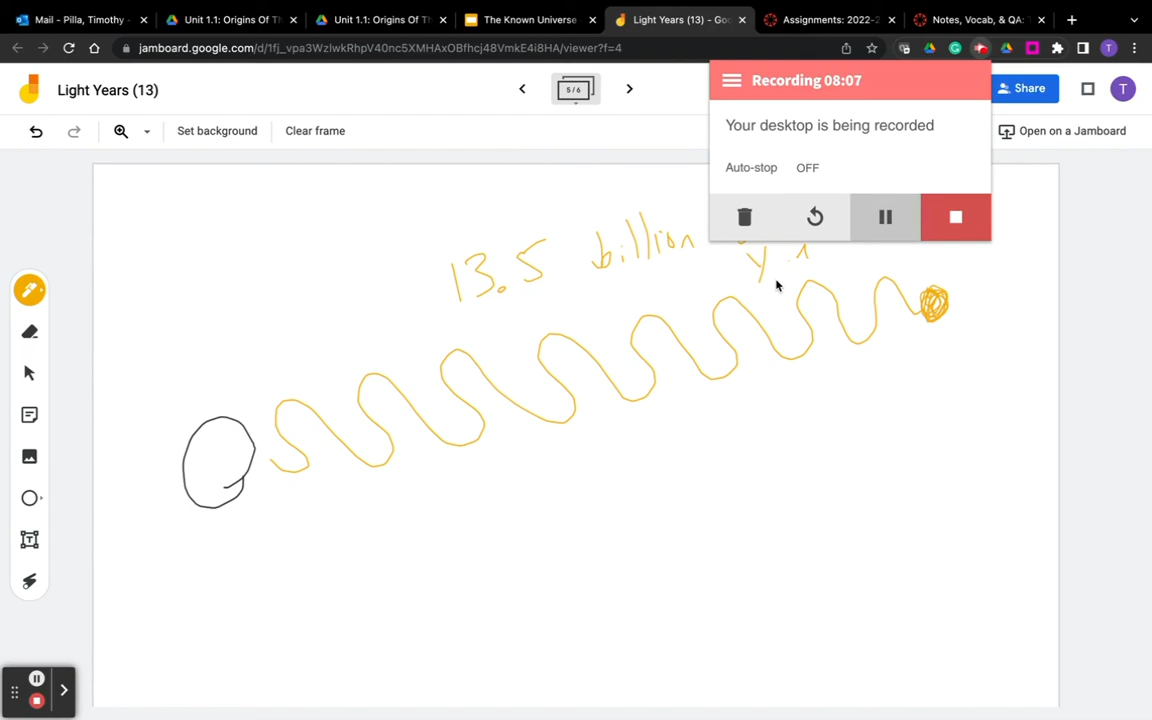 Mail - Pilla, Timothy -
Unit 1.1: Origins Of Th
Unit 1.1: Origins Of Th
The Known Universe
Light Years (13) - Goo
Assignments: 2022-2
Notes, Vocab, & QA: T
jamboard.google.com/d/1fj_vpa3WzlwkRhpV40nc5XMHAxOBfhcj48VmkE4i8HA/viewer?f=4
T
Light Years (13)
5/6
Recording 08:07
Share
T
Set background
Clear frame
Your desktop is being recorded
Open on a Jamboard
Auto-stop OFF
13.5 billion